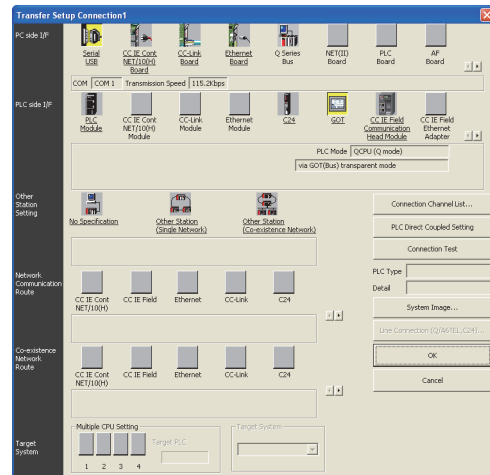 Transfer Setup Connection1
PC side I/F
Serial
USB
CC IE Cont
NET/10(H)
Board
CC-Link
Board
Ethernet
Board
Q Series
Bus
NET(II)
Board
PLC
Board
AF
Board
COM COM 1 Transmission Speed 115.2Kbps
PLC side I/F
PLC
Module
CC IE Cont
NET/10(H)
Module
CC-Link
Module
Ethernet
Module
C24
GOT
CC IE Field
Communication
Head Module
CC IE Field
Ethernet
Adapter
PLC Mode QCPU (Q mode)
via GOT(Bus) transparent mode
Other
Station
Setting
No Specification
Other Station
(Single Network)
Other Station
(Co-existence Network)
Connection Channel List...
PLC Direct Coupled Setting
Connection Test
PLC Type
Detail
System Image...
Line Connection (Q/A6TEL,C24)...
OK
Cancel
Network
Communication
Route
CC IE Cont
NET/10(H)
CC IE Field
Ethernet
CC-Link
C24
Co-existence
Network
Route
CC IE Cont
NET/10(H)
CC IE Field
Ethernet
CC-Link
C24
Target
System
Multiple CPU Setting
1 2 3 4
Target PLC
Target System